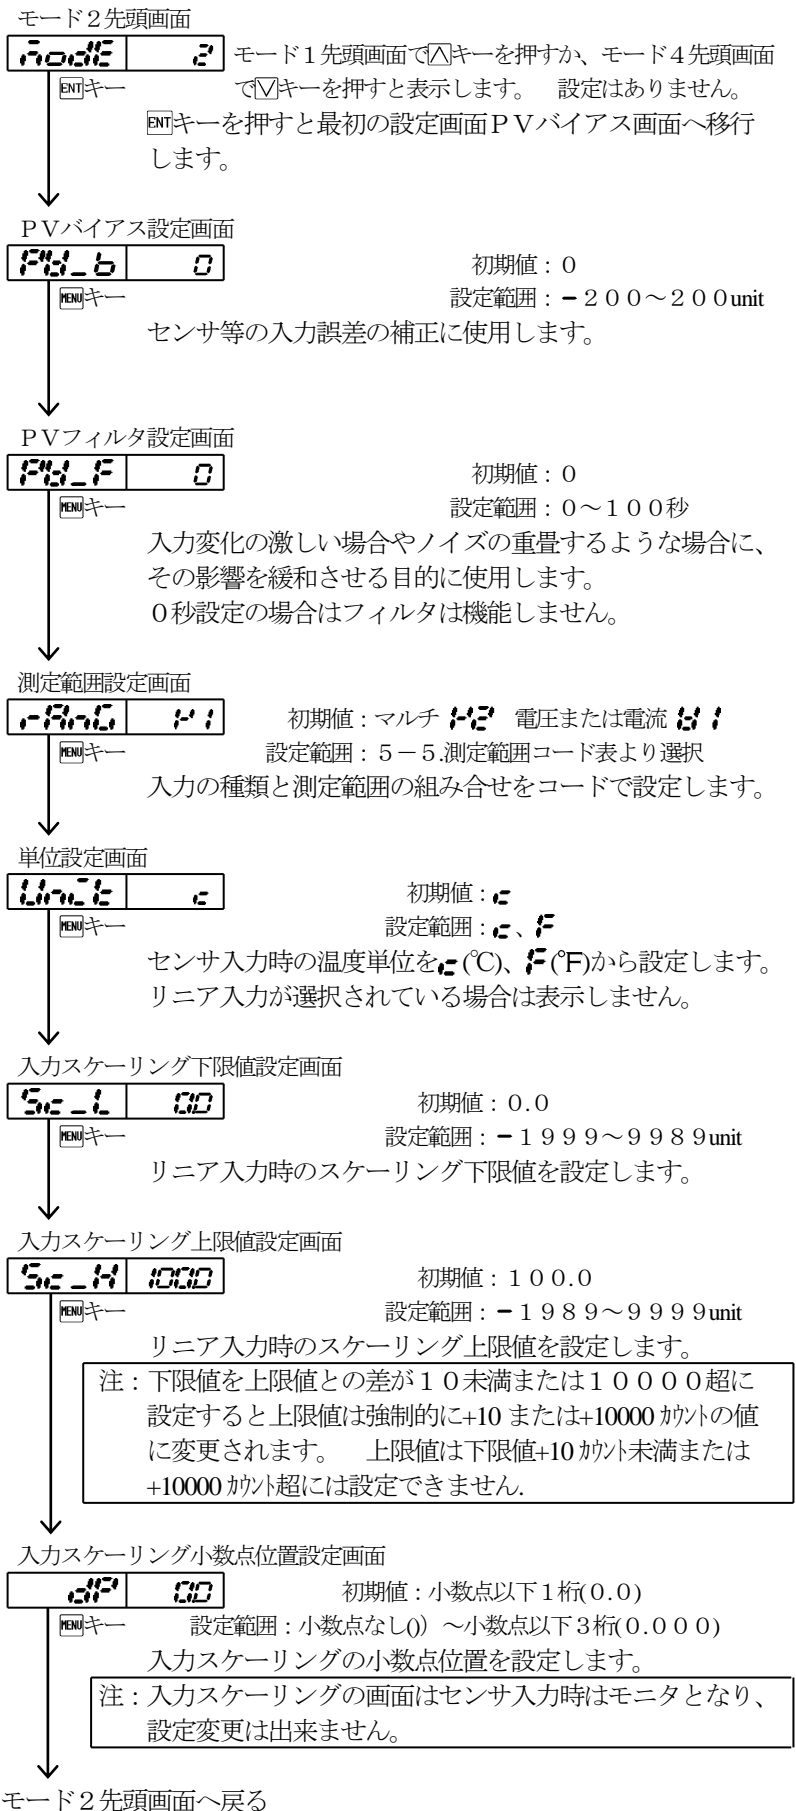 モード２先頭画面
ModE 2 モード１先頭画面で△キーを押すか、モード４先頭画面
ENTキー で▽キーを押すと表示します。　設定はありません。
ENTキーを押すと最初の設定画面ＰＶバイアス画面へ移行
します。
ＰＶバイアス設定画面
PV_b 0 初期値：０
MENUキー 設定範囲：－２００～２００unit
センサ等の入力誤差の補正に使用します。
ＰＶフィルタ設定画面
PV_F 0 初期値：０
MENUキー 設定範囲：０～１００秒
入力変化の激しい場合やノイズの重畳するような場合に、
その影響を緩和させる目的に使用します。
０秒設定の場合はフィルタは機能しません。
測定範囲設定画面
rAnG 初期値：マルチ 電圧または電流
MENUキー 設定範囲：５－５.測定範囲コード表より選択
入力の種類と測定範囲の組み合せをコードで設定します。
単位設定画面
Unit c 初期値：c
MENUキー 設定範囲：c、F
センサ入力時の温度単位をc(℃)、F(℉)から設定します。
リニア入力が選択されている場合は表示しません。
入力スケーリング下限値設定画面
Sc_L 0.0 初期値：０.０
MENUキー 設定範囲：－１９９９～９９８９unit
リニア入力時のスケーリング下限値を設定します。
入力スケーリング上限値設定画面
Sc_H 100.0 初期値：１００.０
MENUキー 設定範囲：－１９８９～９９９９unit
リニア入力時のスケーリング上限値を設定します。
注：下限値を上限値との差が１０未満または１００００超に
設定すると上限値は強制的に+10 または+10000 ｶｳﾝﾄの値
に変更されます。　上限値は下限値+10 ｶｳﾝﾄ未満または
+10000 ｶｳﾝﾄ超には設定できません.
入力スケーリング小数点位置設定画面
dP 0.0 初期値：小数点以下１桁(０.０)
MENUキー 設定範囲：小数点なし()）～小数点以下３桁(０.０００)
入力スケーリングの小数点位置を設定します。
注：入力スケーリングの画面はセンサ入力時はモニタとなり、
設定変更は出来ません。
モード２先頭画面へ戻る